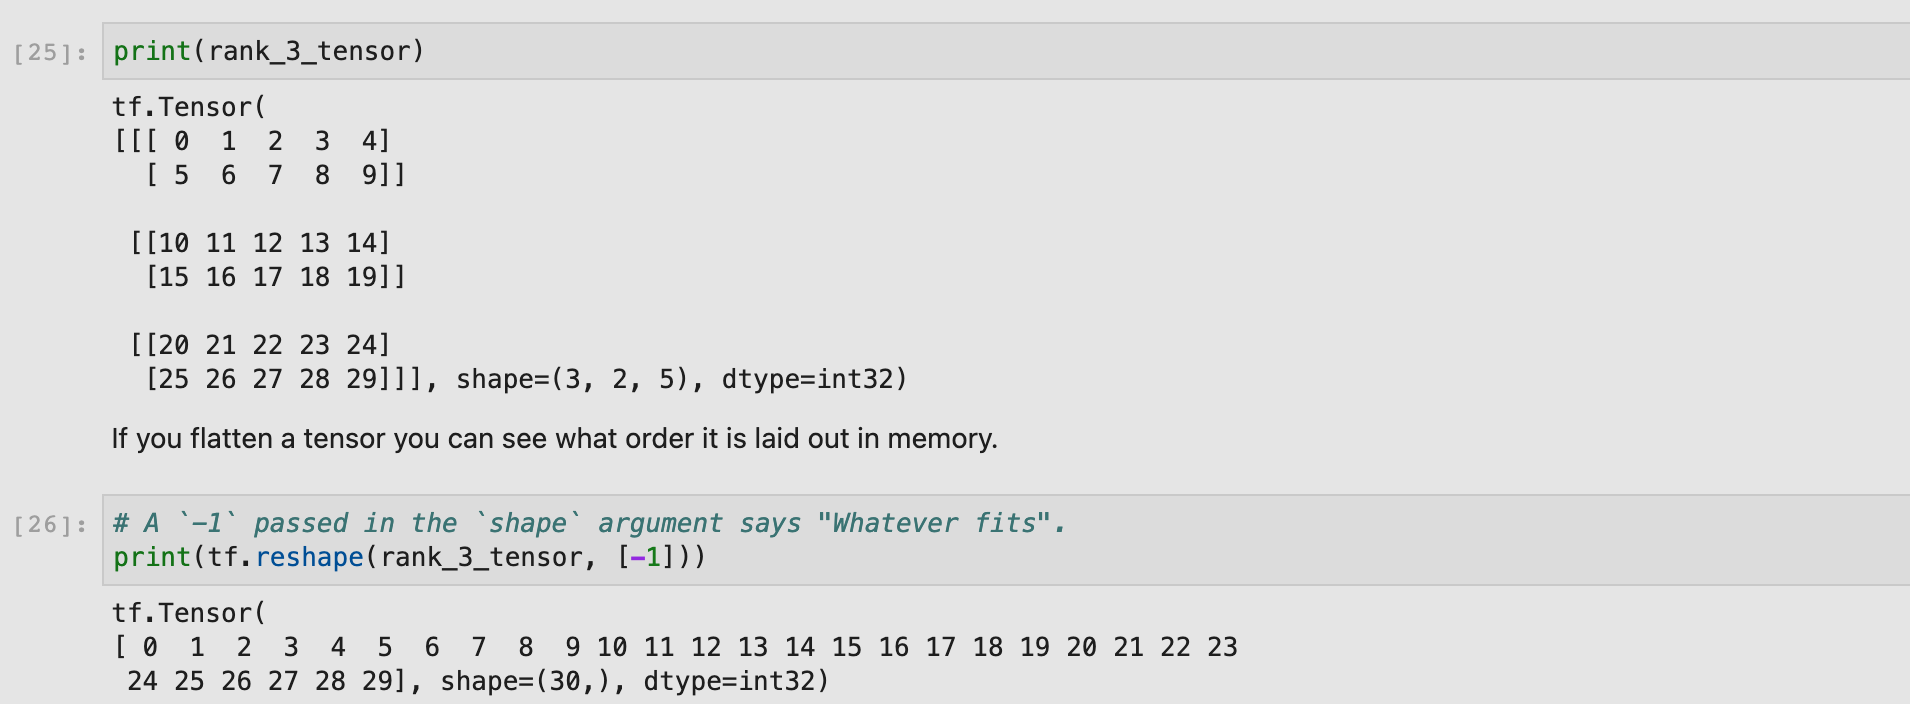 [25]: print(rank_3_tensor)
tf.Tensor(
[[[ 0  1  2  3  4]
  [ 5  6  7  8  9]]

 [[10 11 12 13 14]
  [15 16 17 18 19]]

 [[20 21 22 23 24]
  [25 26 27 28 29]]], shape=(3, 2, 5), dtype=int32)
If you flatten a tensor you can see what order it is laid out in memory.
[26]: # A `-1` passed in the `shape` argument says "Whatever fits".
print(tf.reshape(rank_3_tensor, [-1]))
tf.Tensor(
[ 0  1  2  3  4  5  6  7  8  9 10 11 12 13 14 15 16 17 18 19 20 21 22 23
 24 25 26 27 28 29], shape=(30,), dtype=int32)